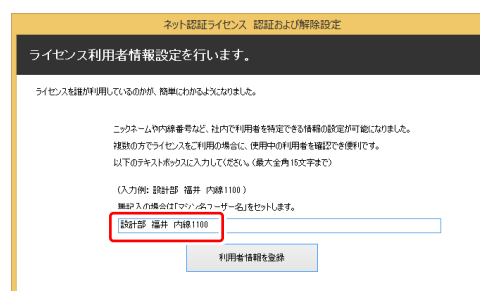 ネット認証ライセンス 認証および解除設定
ライセンス利用者情報設定を行います。
ライセンスを誰が利用しているのかが、簡単にわかるようになりました。
ニックネームや内線番号など、社内で利用者を特定できる情報の設定が可能になりました。
複数の方でライセンスをご利用の場合に、使用中の利用者を確認でき便利です。
以下のテキストボックスに入力してください。(最大全角15文字まで)
(入力例: 設計部 福井 内線1100)
無記入の場合は「マシン名ユーザー名」をセットします。
設計部 福井 内線1100
利用者情報を登録